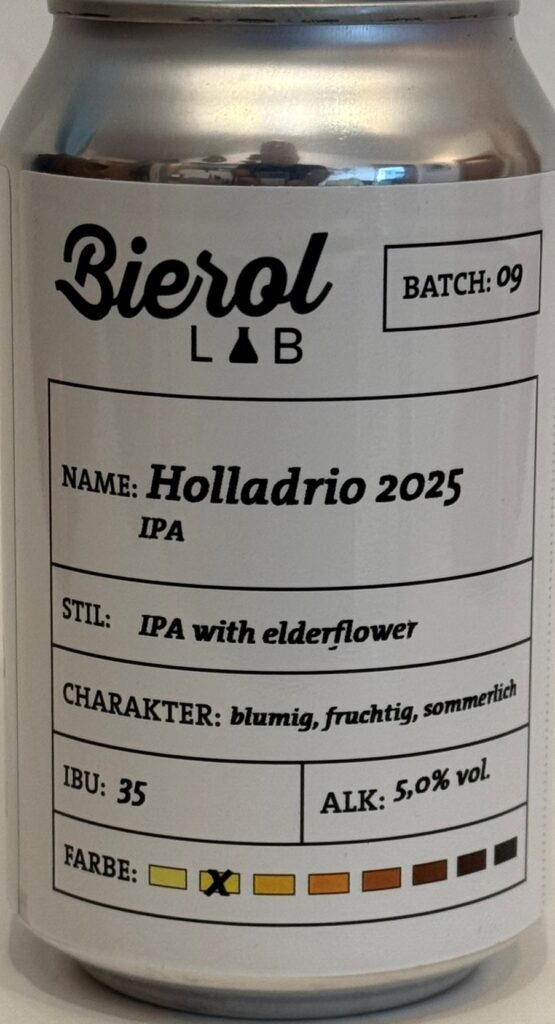 Bierol
LAB
BATCH: 09
NAME: Holladrio 2025
IPA
STIL: IPA with elderflower
CHARAKTER: blumig, fruchtig, sommerlich
IBU: 35
ALK: 5,0% vol.
FARBE: X